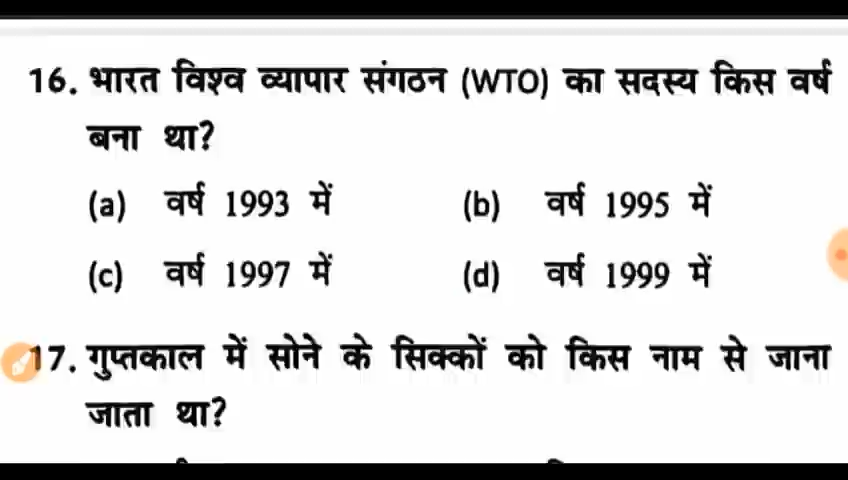 16. भारत विश्व व्यापार संगठन (WTO) का सदस्य किस वर्ष
बना था?
(a) वर्ष 1993 में (b) वर्ष 1995 में
(c) वर्ष 1997 में (d) वर्ष 1999 में
17. गुप्तकाल में सोने के सिक्कों को किस नाम से जाना
जाता था?